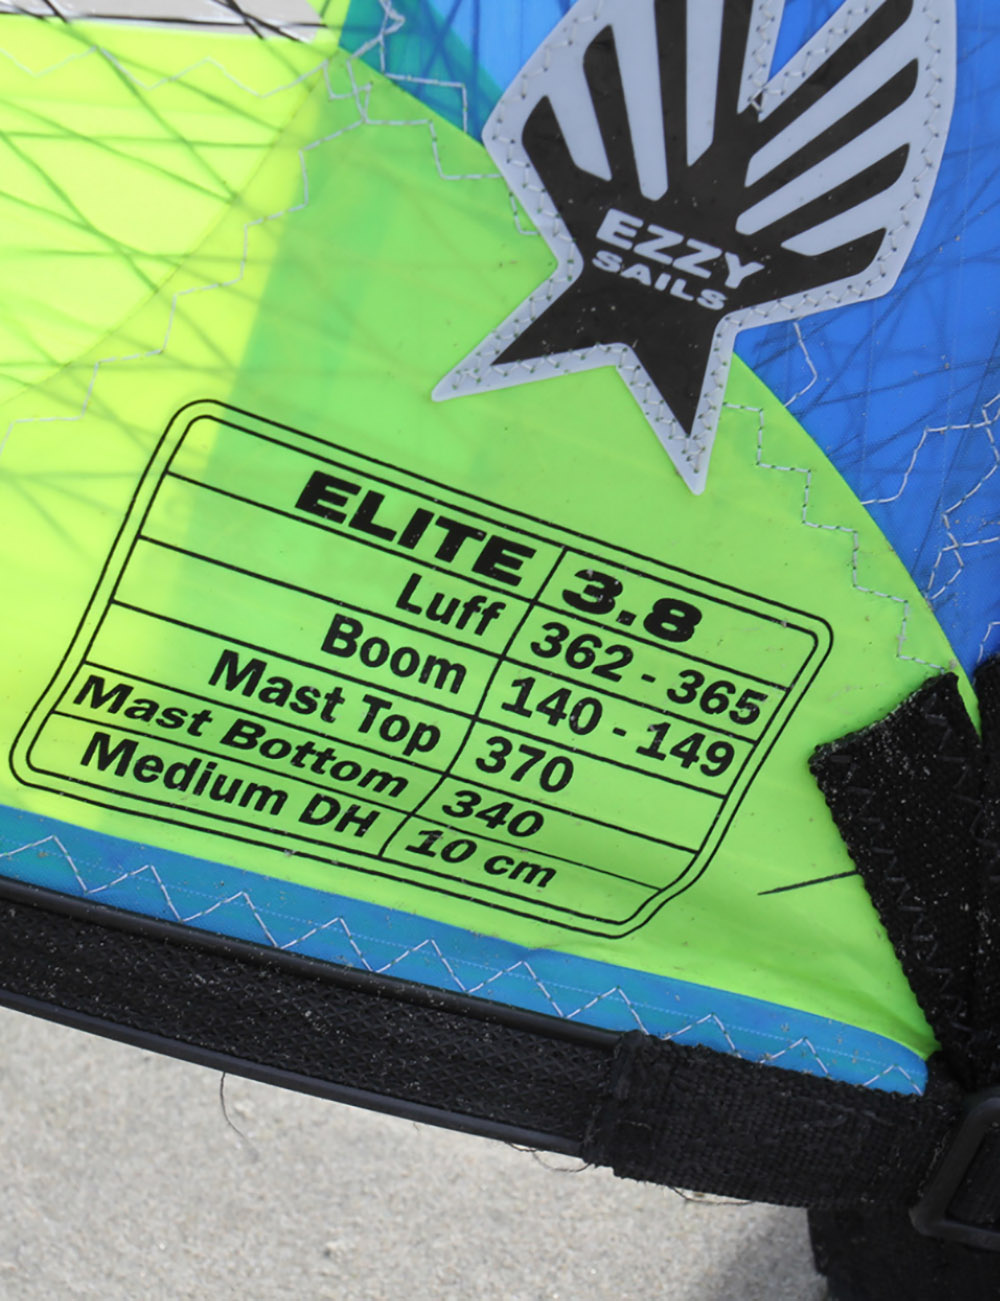 EZZY
SAILS
ELITE 3.8
Luff 362 - 365
Boom 140 - 149
Mast Top 370
Mast Bottom 340
Medium DH 10 cm